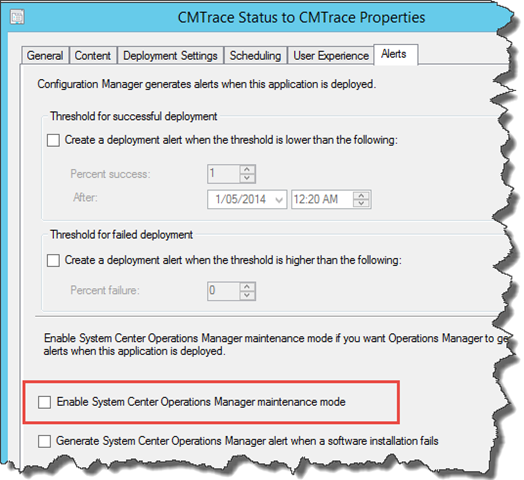 CMTrace Status to CMTrace Properties
General Content Deployment Settings Scheduling User Experience Alerts
Configuration Manager generates alerts when this application is deployed.
Threshold for successful deployment
Create a deployment alert when the threshold is lower than the following:
Percent success: 1
After: 1/05/2014 12:20 AM
Threshold for failed deployment
Create a deployment alert when the threshold is higher than the following:
Percent failure: 0
Enable System Center Operations Manager maintenance mode if you want Operations Manager to
alerts when this application is deployed.
Enable System Center Operations Manager maintenance mode
Generate System Center Operations Manager alert when a software installation fails